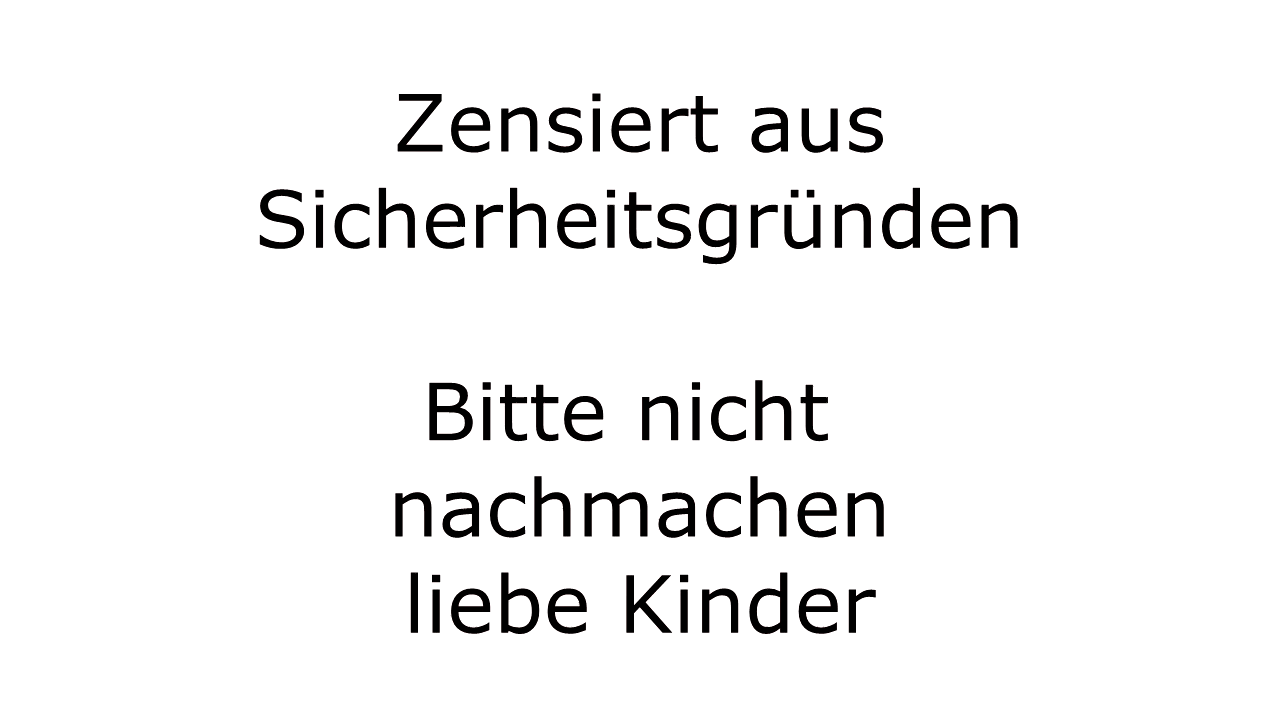 Zensiert aus
Sicherheitsgründen
Bitte nicht
nachmachen
liebe Kinder